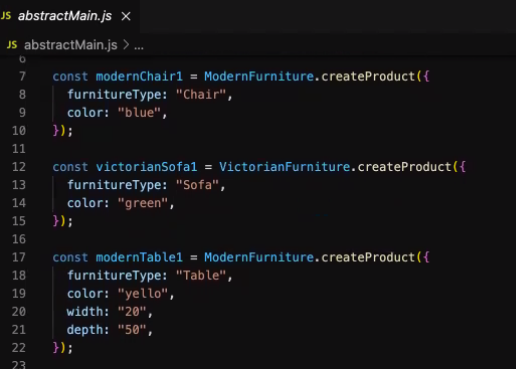 JS abstractMain.js ×
JS abstractMain.js > ...
6
7 const modernChair1 = ModernFurniture.createProduct({
8 furnitureType: "Chair",
9 color: "blue",
10 });
11
12 const victorianSofa1 = VictorianFurniture.createProduct({
13 furnitureType: "Sofa",
14 color: "green",
15 });
16
17 const modernTable1 = ModernFurniture.createProduct({
18 furnitureType: "Table",
19 color: "yello",
20 width: "20",
21 depth: "50",
22 });
23